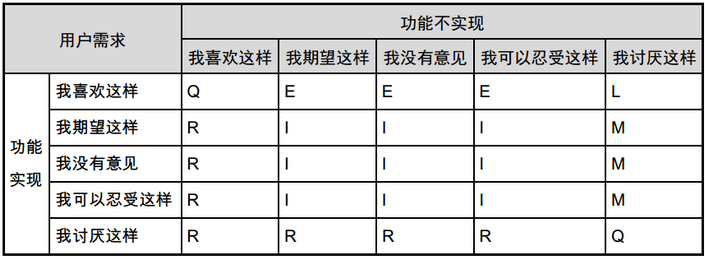 用户需求 功能不实现
我喜欢这样 我期望这样 我没有意见 我可以忍受这样 我讨厌这样
功能实现
我喜欢这样 Q E E E L
我期望这样 R I I I M
我没有意见 R I I I M
我可以忍受这样 R I I I M
我讨厌这样 R R R R Q